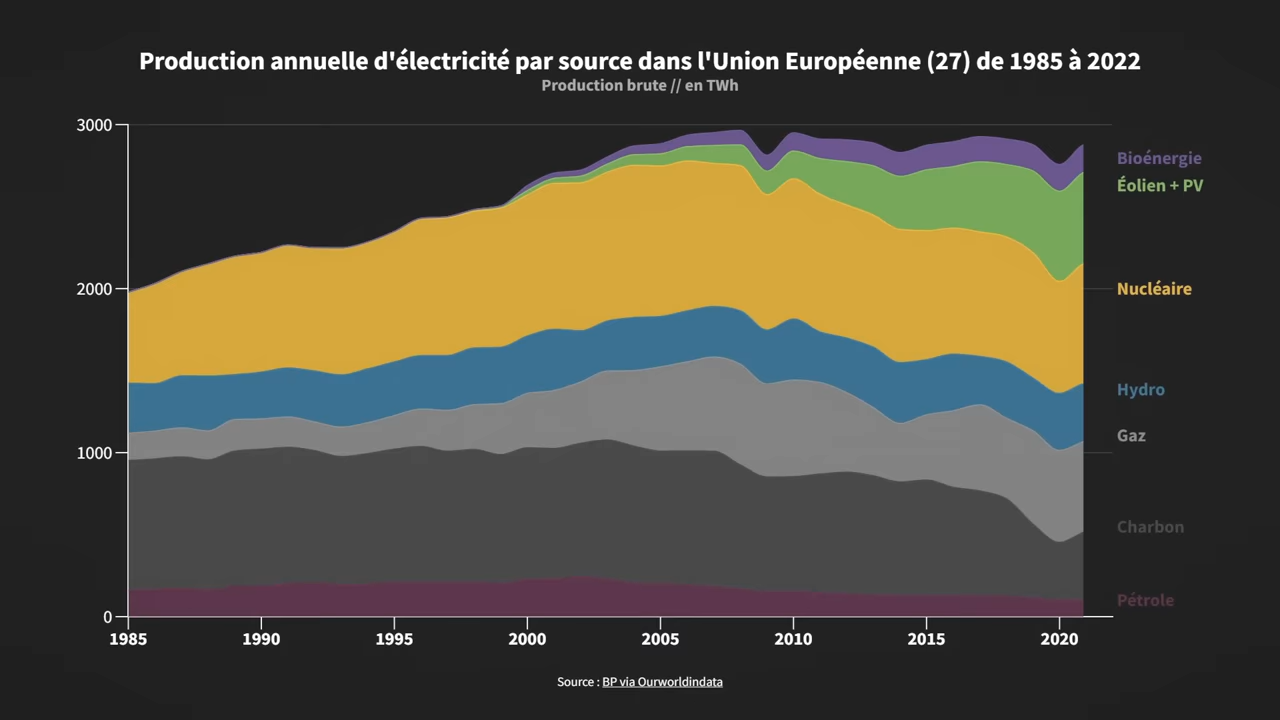 Production annuelle d'électricité par source dans l'Union Européenne (27) de 1985 à 2022
Production brute // en TWh
3000
Bioénergie
Éolien + PV
2000
Nucléaire
Hydro
Gaz
1000
Charbon
Pétrole
0
1985 1990 1995 2000 2005 2010 2015 2020
Source : BP via Ourworldindata